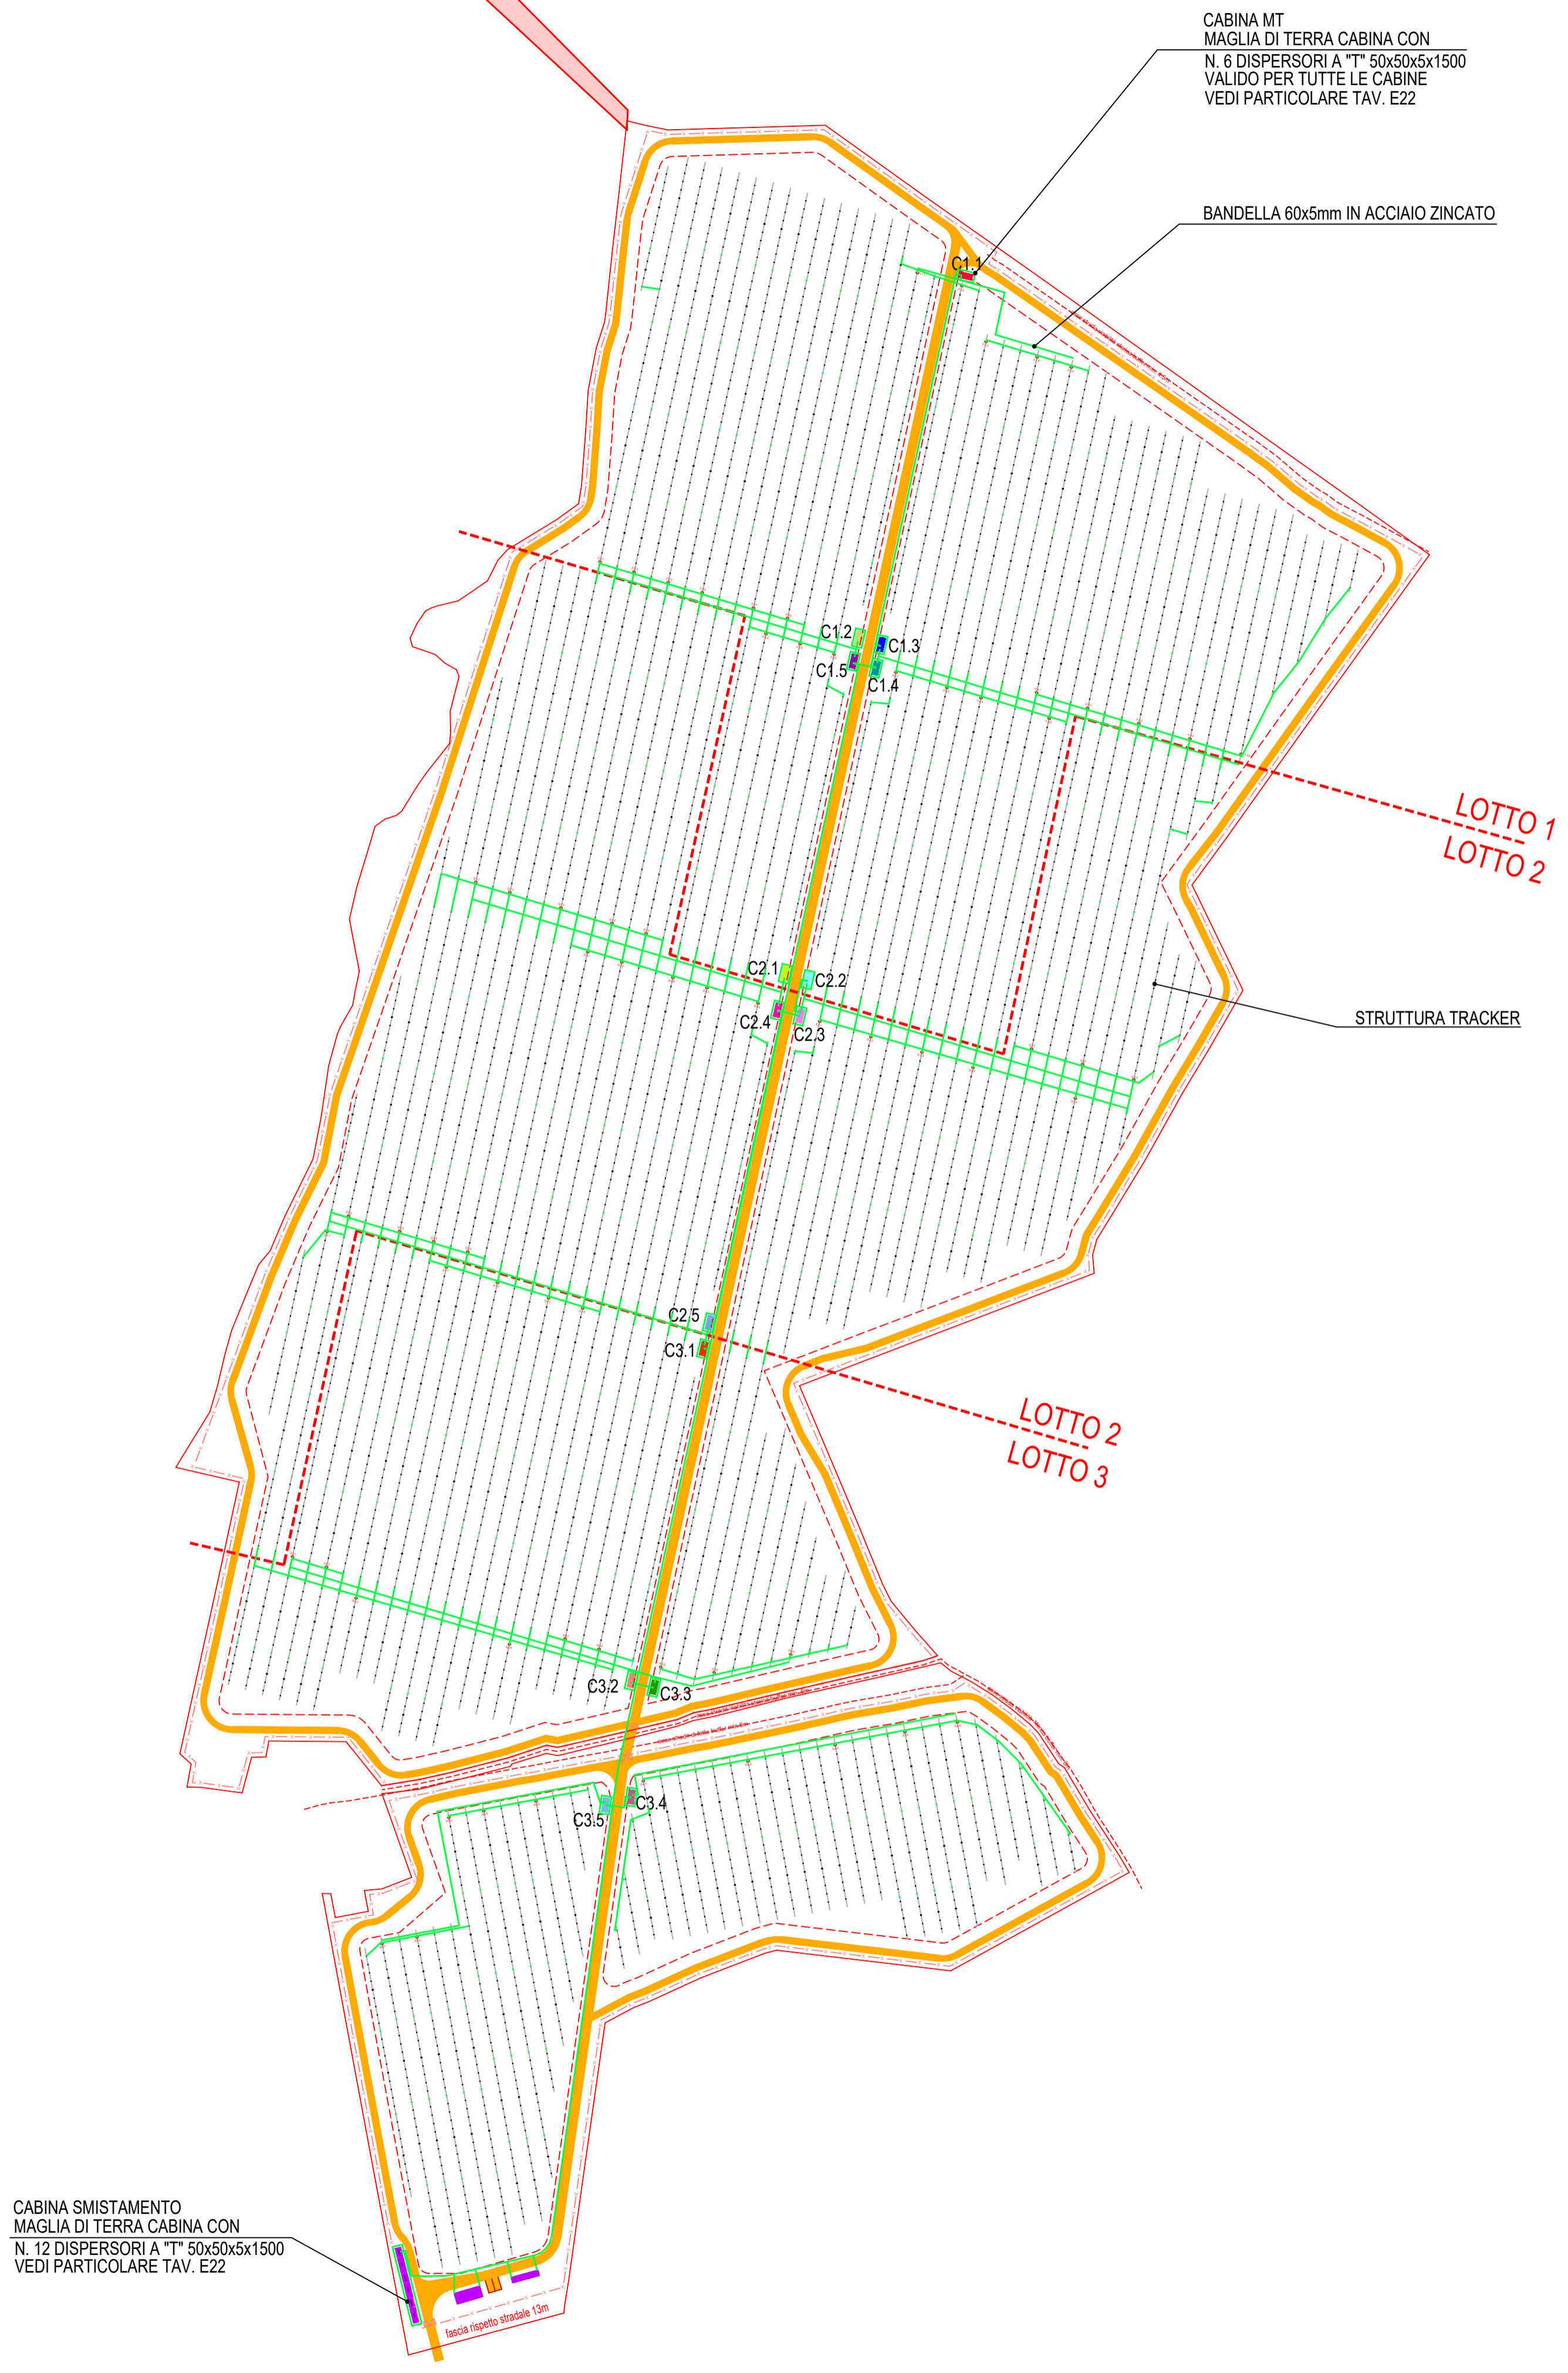 CABINA MT
MAGLIA DI TERRA CABINA CON
N. 6 DISPERSORI A "T" 50x50x5x1500
VALIDO PER TUTTE LE CABINE
VEDI PARTICOLARE TAV. E22
BANDELLA 60x5mm IN ACCIAIO ZINCATO
C1.1
C1.2
C1.3
C1.5
C1.4
LOTTO 1
LOTTO 2
C2.1
C2.2
C2.4
C2.3
STRUTTURA TRACKER
C2.5
C3.1
LOTTO 2
LOTTO 3
C3.2
C3.3
C3.4
C3.5
CABINA SMISTAMENTO
MAGLIA DI TERRA CABINA CON
N. 12 DISPERSORI A "T" 50x50x5x1500
VEDI PARTICOLARE TAV. E22
fascia rispetto stradale 13m